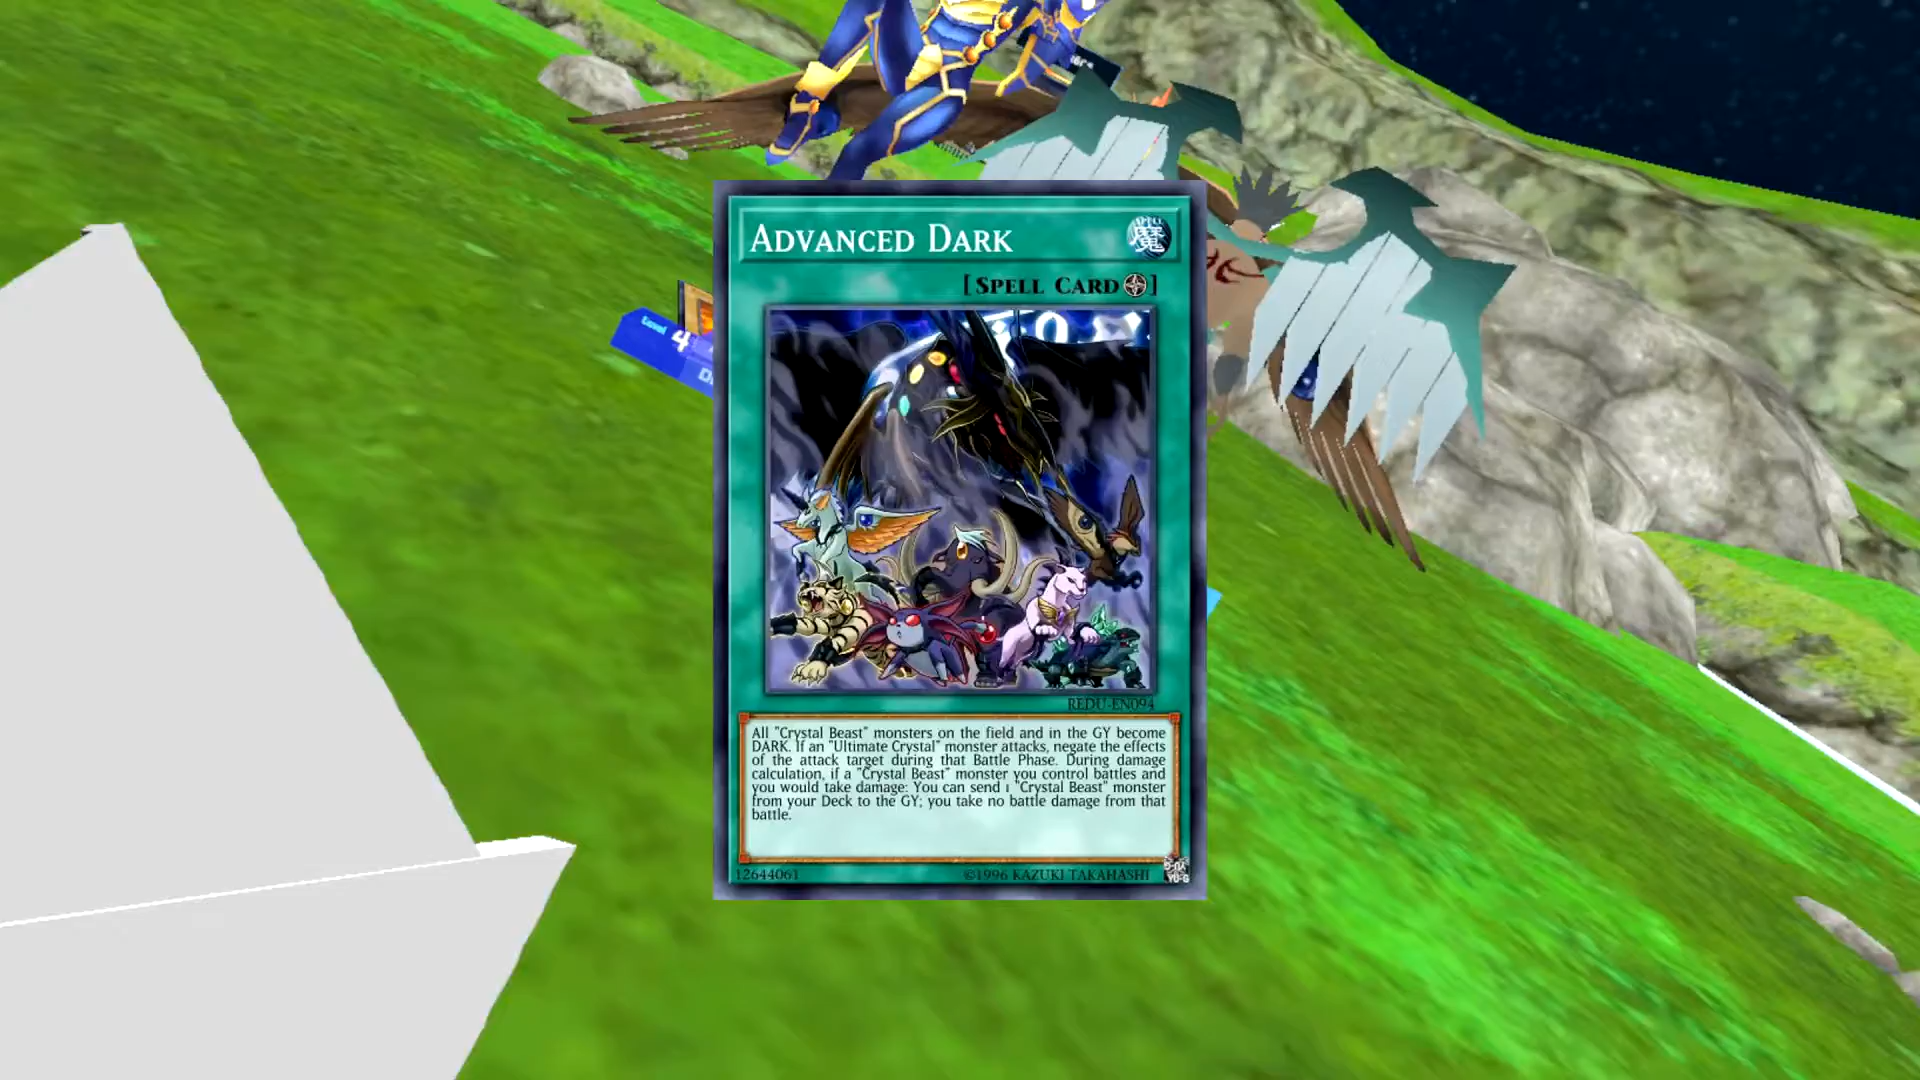 ADVANCED DARK
魔
[SPELL CARD]
Level
4
REDU-EN094
All "Crystal Beast" monsters on the field and in the GY become
DARK. If an "Ultimate Crystal" monster attacks, negate the effects
of the attack target during that Battle Phase. During damage
calculation, if a "Crystal Beast" monster you control battles and
you would take damage: You can send 1 "Crystal Beast" monster
from your Deck to the GY; you take no battle damage from that
battle.
12644061
©1996 KAZUKI TAKAHASHI